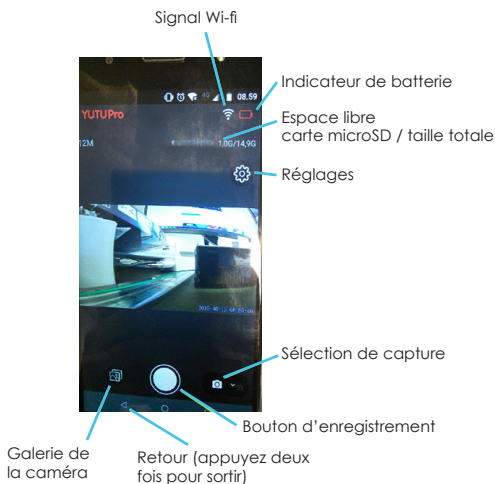 Signal Wi-fi
Indicateur de batterie
Espace libre
carte microSD / taille totale
Réglages
Sélection de capture
Bouton d'enregistrement
Galerie de
la caméra
Retour (appuyez deux
fois pour sortir)
4G 08.59
YUTUPro
12M 1,0G/14,9G